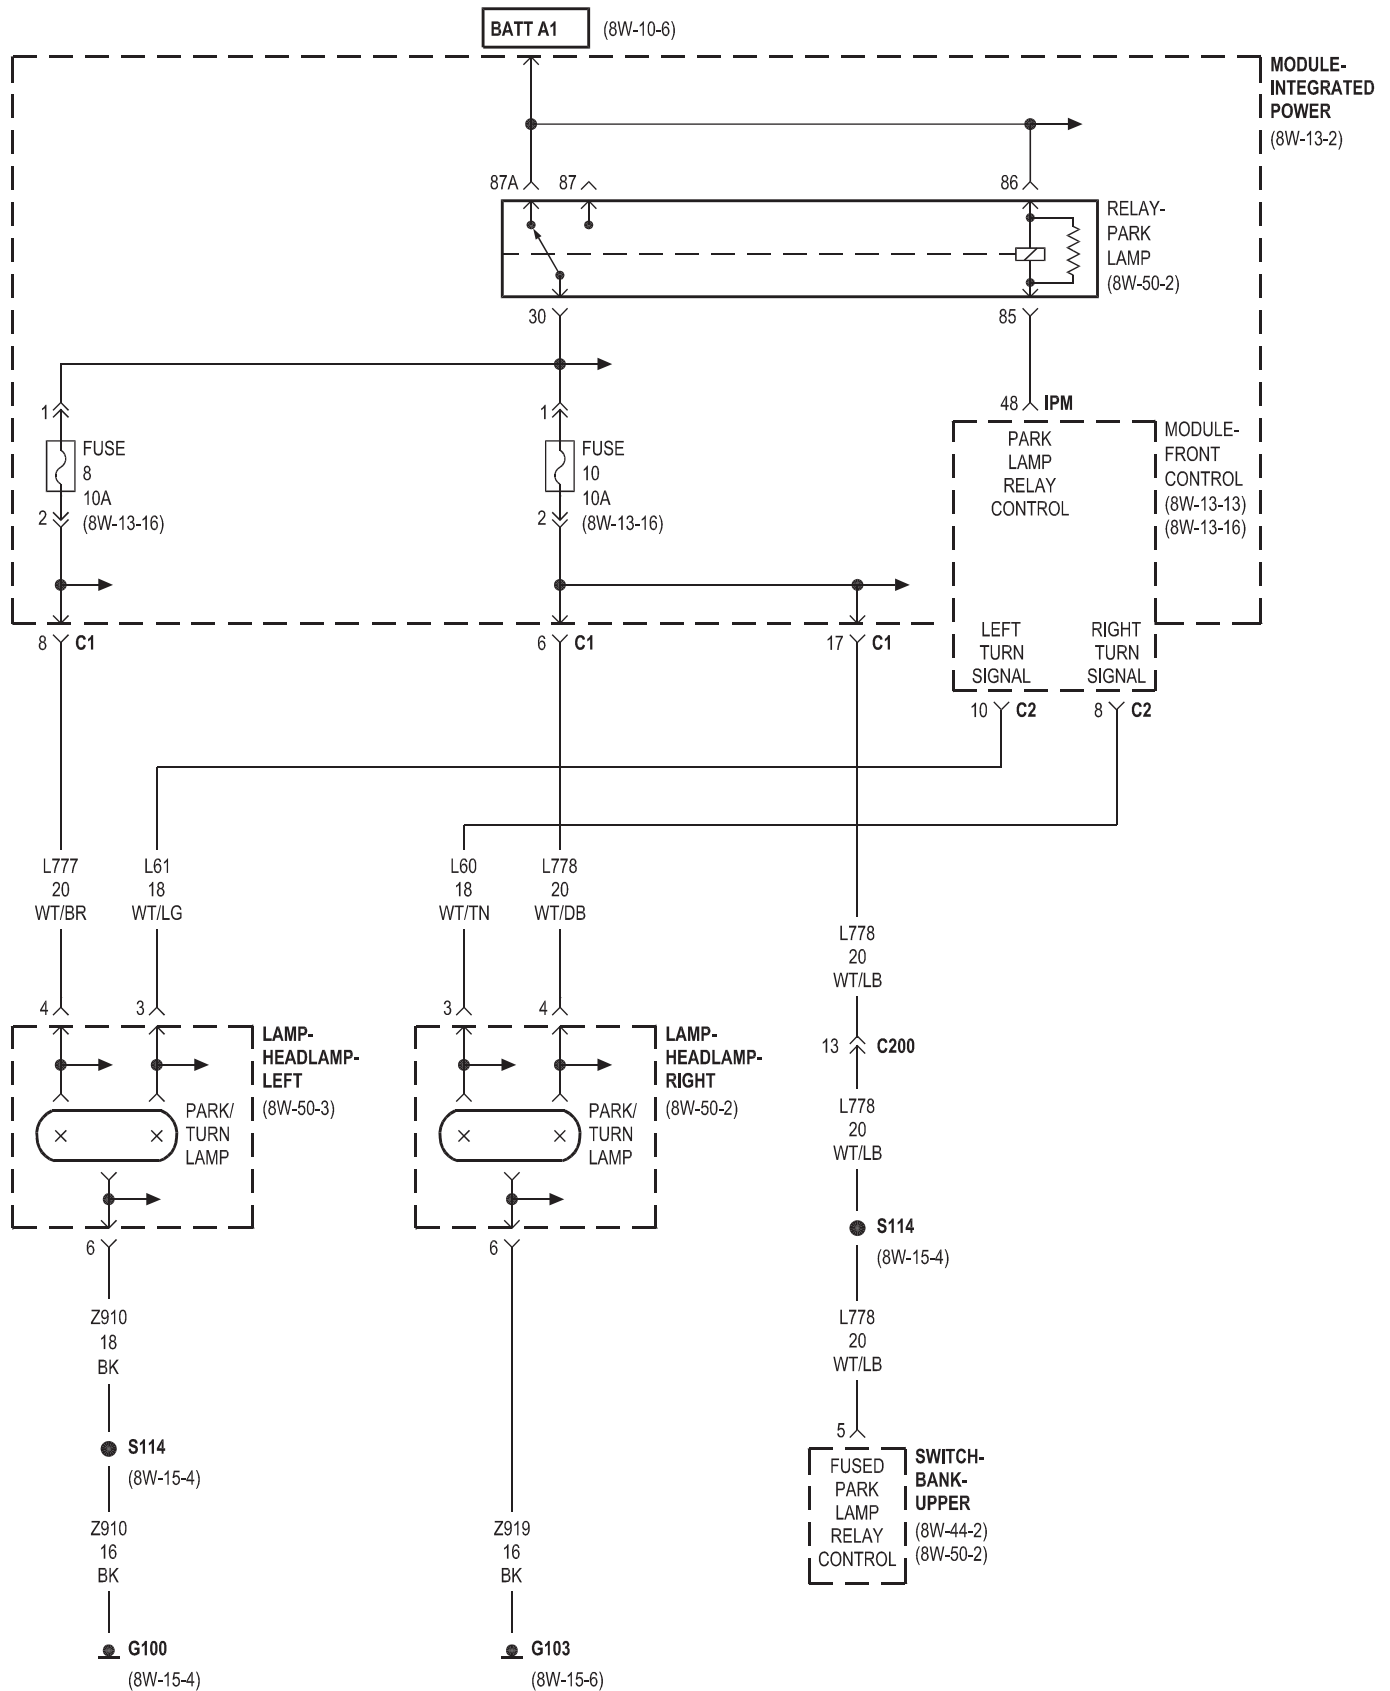 BATT A1 (8W-10-6)
MODULE-
INTEGRATED
POWER
(8W-13-2)
87A 87 86
RELAY-
PARK
LAMP
(8W-50-2)
30 85
48 IPM
1 1
FUSE
8
10A
(8W-13-16)
2
FUSE
10
10A
(8W-13-16)
2
PARK
LAMP
RELAY
CONTROL
MODULE-
FRONT
CONTROL
(8W-13-13)
(8W-13-16)
LEFT
TURN
SIGNAL
RIGHT
TURN
SIGNAL
8 C1 6 C1 17 C1
10 C2 8 C2
L777
20
WT/BR
L61
18
WT/LG
L60
18
WT/TN
L778
20
WT/DB
L778
20
WT/LB
4 3 3 4
13 C200
LAMP-
HEADLAMP-
LEFT
(8W-50-3)
PARK/
TURN
LAMP
LAMP-
HEADLAMP-
RIGHT
(8W-50-2)
PARK/
TURN
LAMP
L778
20
WT/LB
S114
(8W-15-4)
6 6
Z910
18
BK
L778
20
WT/LB
S114
(8W-15-4)
5
FUSED
PARK
LAMP
RELAY
CONTROL
SWITCH-
BANK-
UPPER
(8W-44-2)
(8W-50-2)
Z910
16
BK
Z919
16
BK
G100
(8W-15-4)
G103
(8W-15-6)